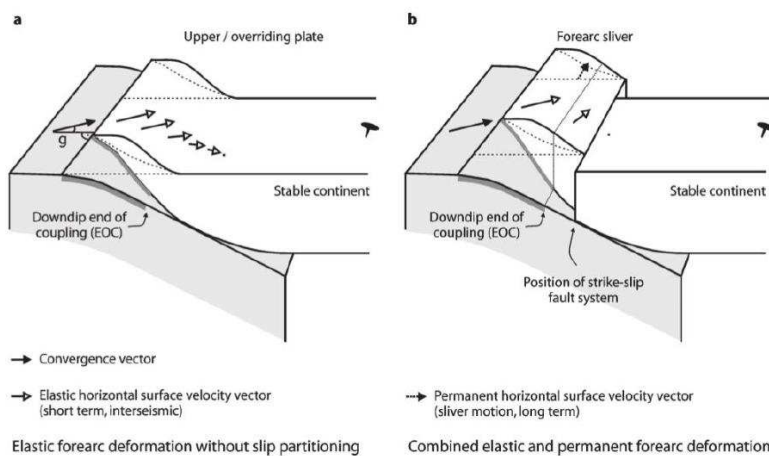 a
Upper / overriding plate
g
Stable continent
Downdip end of
coupling (EOC)
Convergence vector
Elastic horizontal surface velocity vector
(short term, interseismic)
Elastic forearc deformation without slip partitioning
b
Forearc sliver
Stable continent
Downdip end of
coupling (EOC)
Position of strike-slip
fault system
Permanent horizontal surface velocity vector
(sliver motion, long term)
Combined elastic and permanent forearc deformation